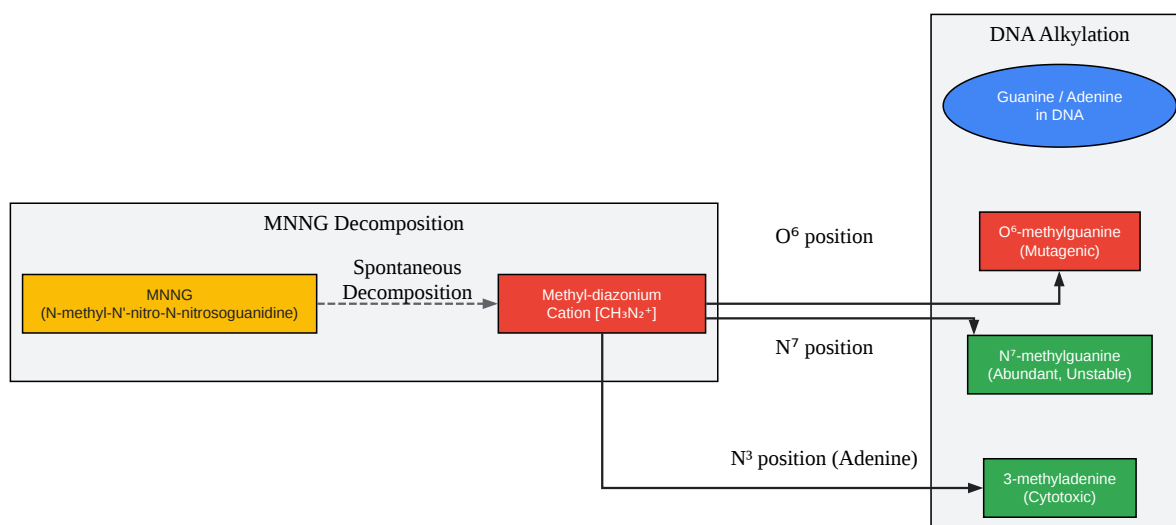 DNA Alkylation
Guanine / Adenine
in DNA
MNNG Decomposition
MNNG
(N-methyl-N'-nitro-N-nitrosoguanidine)
Spontaneous
Decomposition
Methyl-diazonium
Cation [CH₃N₂⁺]
O⁶ position
O⁶-methylguanine
(Mutagenic)
N⁷ position
N⁷-methylguanine
(Abundant, Unstable)
N³ position (Adenine)
3-methyladenine
(Cytotoxic)